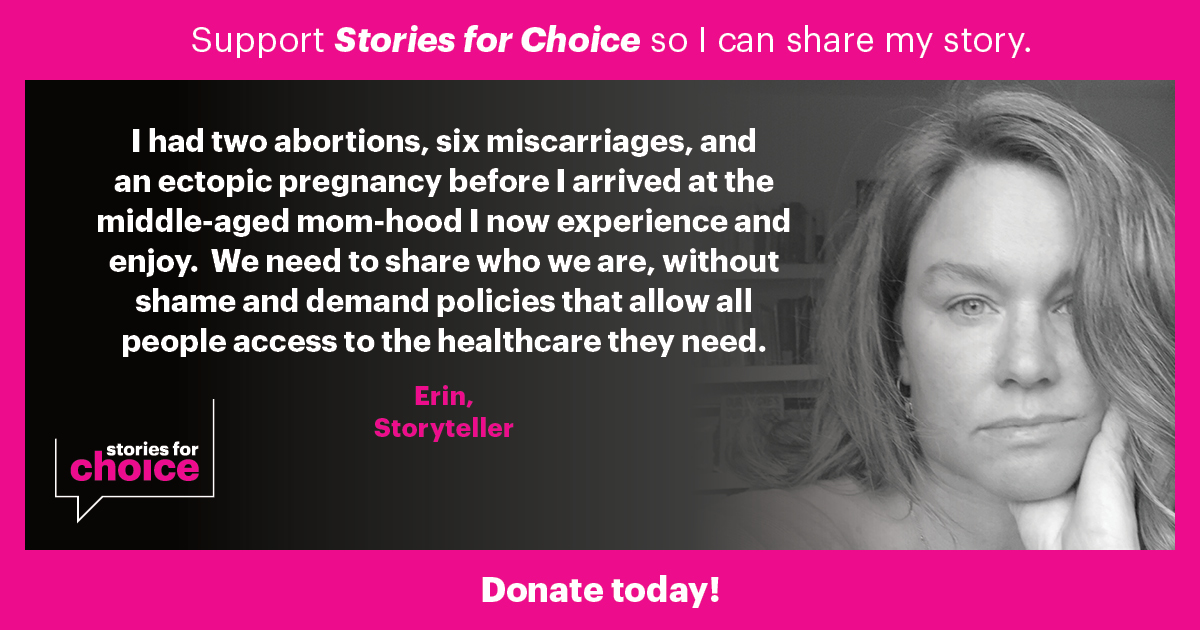 Support Stories for Choice so I can share my story.
I had two abortions, six miscarriages, and
an ectopic pregnancy before I arrived at the
middle-aged mom-hood I now experience and
enjoy.  We need to share who we are, without
shame and demand policies that allow all
people access to the healthcare they need.
Erin,
Storyteller
stories for
choice
Donate today!